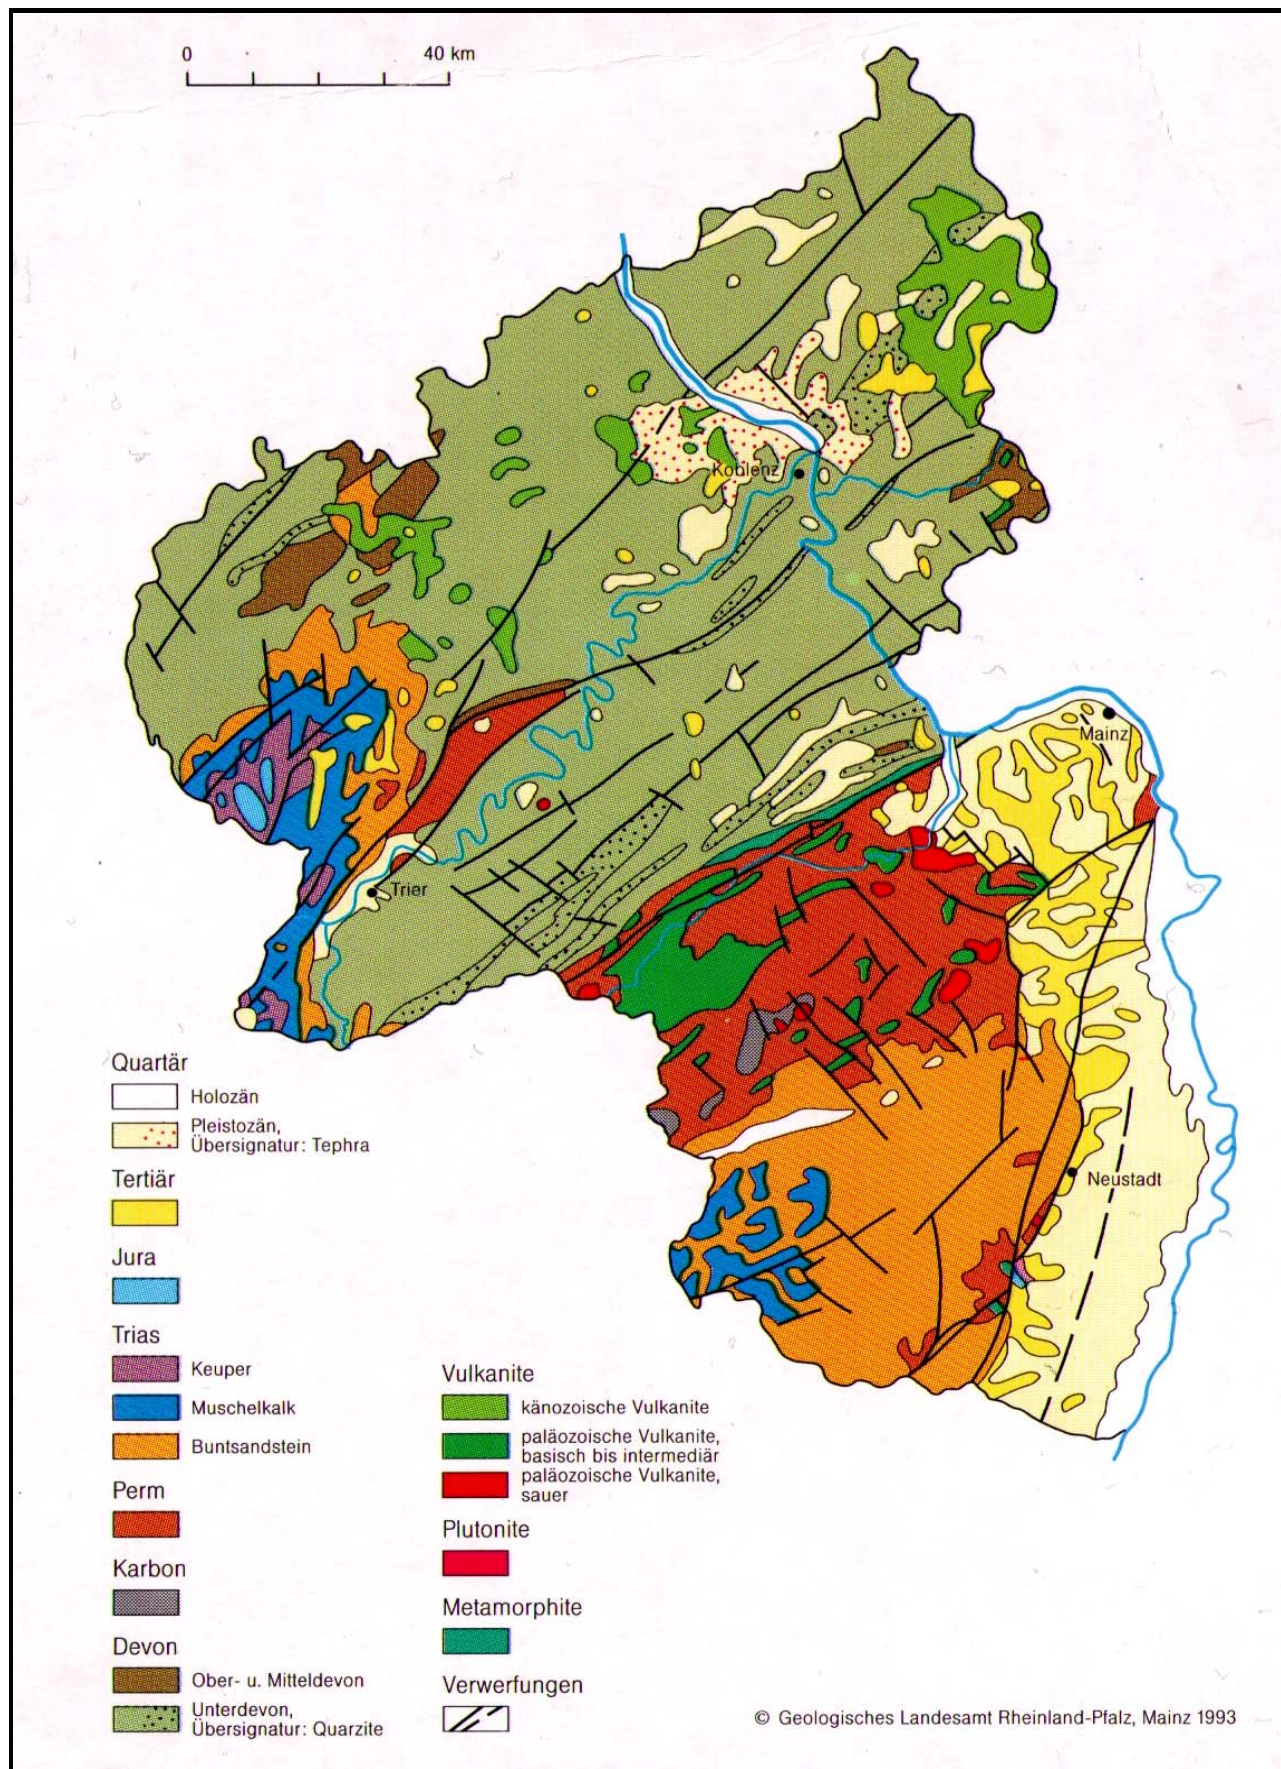 0 40 km
Koblenz
Mainz
Trier
Neustadt
Quartär
Holozän
Pleistozän,
Übersignatur: Tephra
Tertiär
Jura
Trias
Keuper
Muschelkalk
Buntsandstein
Perm
Karbon
Devon
Ober- u. Mitteldevon
Unterdevon,
Übersignatur: Quarzite
Vulkanite
känozoische Vulkanite
paläozoische Vulkanite,
basisch bis intermediär
paläozoische Vulkanite,
sauer
Plutonite
Metamorphite
Verwerfungen
© Geologisches Landesamt Rheinland-Pfalz, Mainz 1993